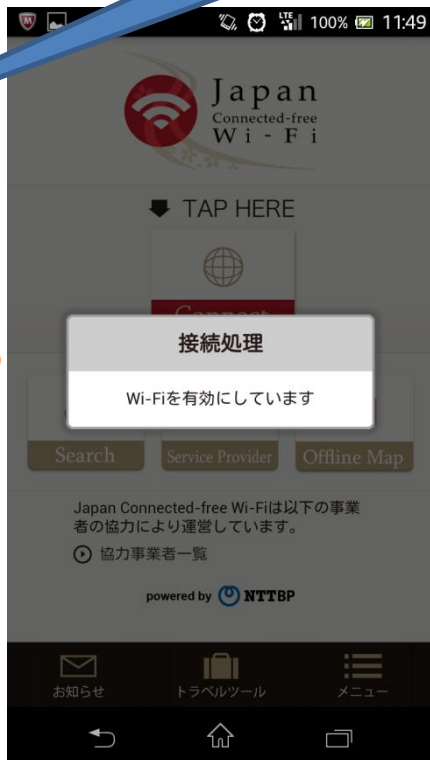 LTE 100% 11:49
Japan
Connected-free
Wi-Fi
TAP HERE
Connect
接続処理
Wi-Fiを有効にしています
Search
Service Provider
Offline Map
Japan Connected-free Wi-Fiは以下の事業
者の協力により運営しています。
協力事業者一覧
powered by NTTBP
お知らせ
トラベルツール
メニュー